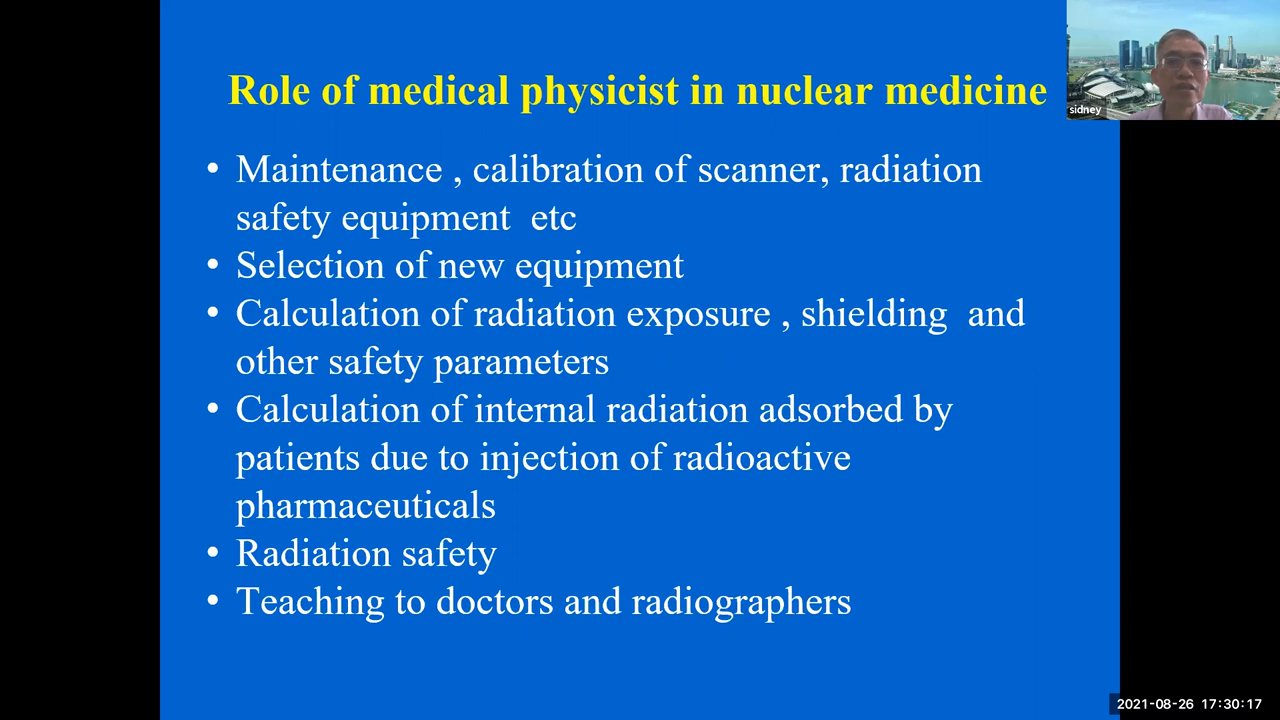 Role of medical physicist in nuclear medicine
sidney
• Maintenance , calibration of scanner, radiation
safety equipment  etc
• Selection of new equipment
• Calculation of radiation exposure , shielding  and
other safety parameters
• Calculation of internal radiation adsorbed by
patients due to injection of radioactive
pharmaceuticals
• Radiation safety
• Teaching to doctors and radiographers
2021-08-26  17:30:17